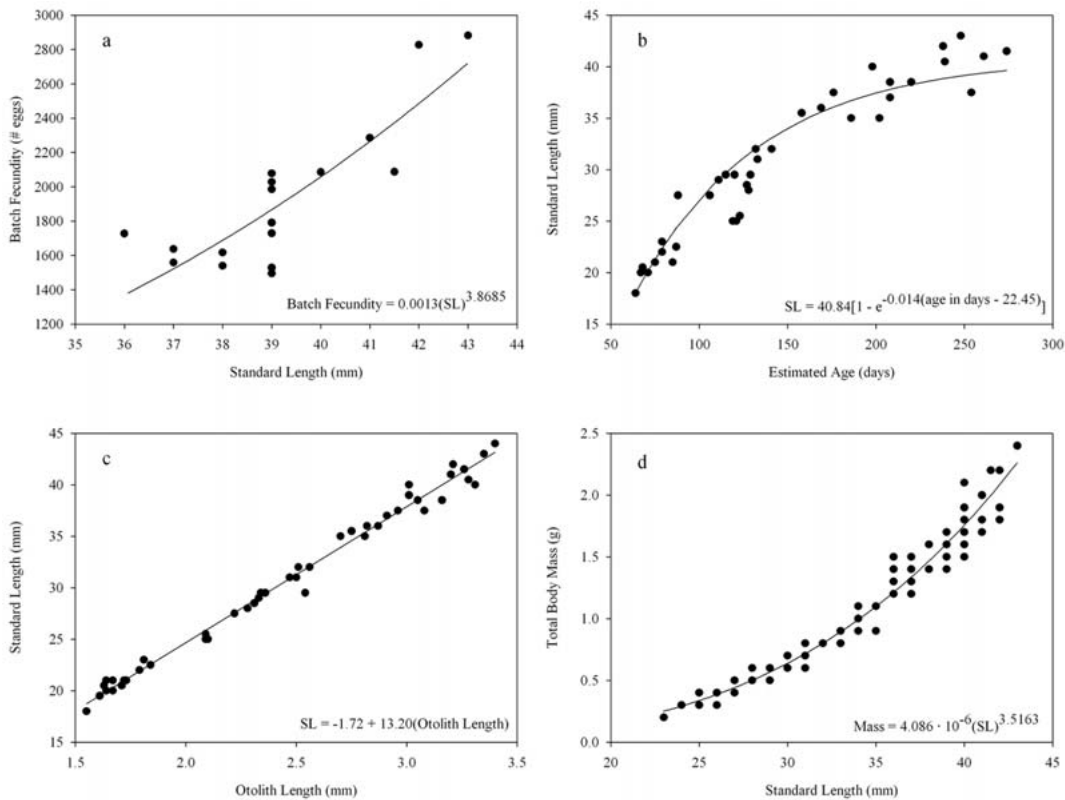 a
3000
2800
2600
2400
2200
2000
1800
1600
1400
1200
Batch Fecundity (# eggs)
Batch Fecundity = 0.0013(SL)^3.8685
35 36 37 38 39 40 41 42 43 44
Standard Length (mm)
b
45
40
35
30
25
20
15
Standard Length (mm)
SL = 40.84[1 - e^-0.014(age in days - 22.45)]
50 100 150 200 250 300
Estimated Age (days)
c
45
40
35
30
25
20
15
Standard Length (mm)
SL = -1.72 + 13.20(Otolith Length)
1.5 2.0 2.5 3.0 3.5
Otolith Length (mm)
d
2.5
2.0
1.5
1.0
0.5
0.0
Total Body Mass (g)
Mass = 4.086 · 10^-6(SL)^3.5163
20 25 30 35 40 45
Standard Length (mm)